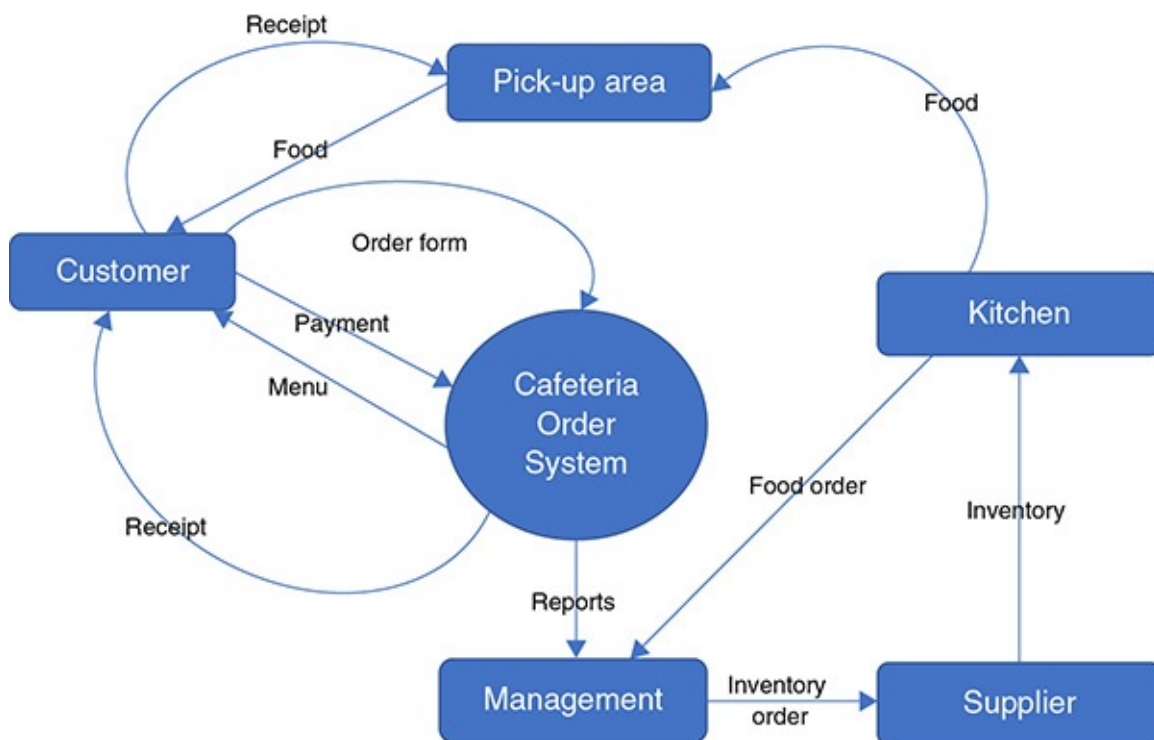 Receipt
Pick-up area
Food
Food
Order form
Customer
Kitchen
Payment
Menu
Cafeteria
Order
System
Food order
Receipt
Inventory
Reports
Management
Inventory
order
Supplier